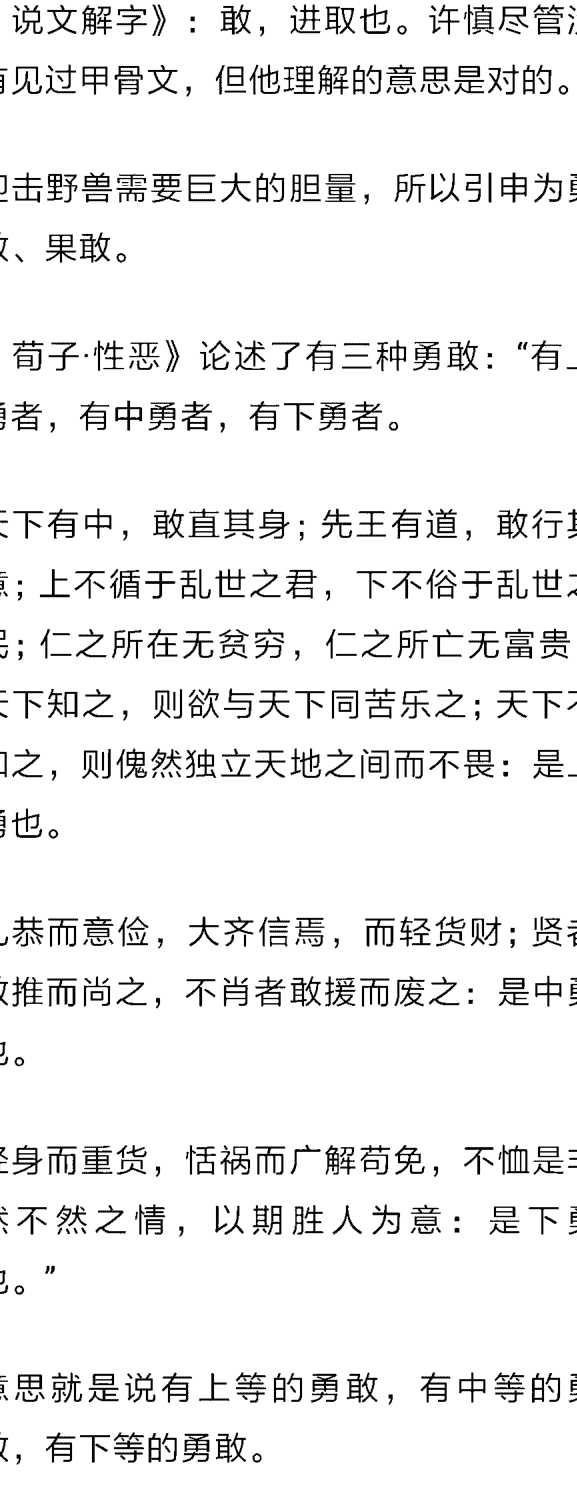 说文解字》：敢，进取也。许慎尽管没
有见过甲骨文，但他理解的意思是对的。
迎击野兽需要巨大的胆量，所以引申为勇
敢、果敢。
荀子·性恶》论述了有三种勇敢：“有上
勇者，有中勇者，有下勇者。
天下有中，敢直其身；先王有道，敢行其
意；上不循于乱世之君，下不俗于乱世之
民；仁之所在无贫穷，仁之所亡无富贵
天下知之，则欲与天下同苦乐之；天下不
知之，则傀然独立天地之间而不畏：是上
勇也。
礼恭而意俭，大齐信焉，而轻货财；贤者
敢推而尚之，不肖者敢援而废之：是中勇
也。
轻身而重货，恬祸而广解苟免，不恤是非
然不然之情，以期胜人为意：是下勇
也。”
意思就是说有上等的勇敢，有中等的勇
敢，有下等的勇敢。